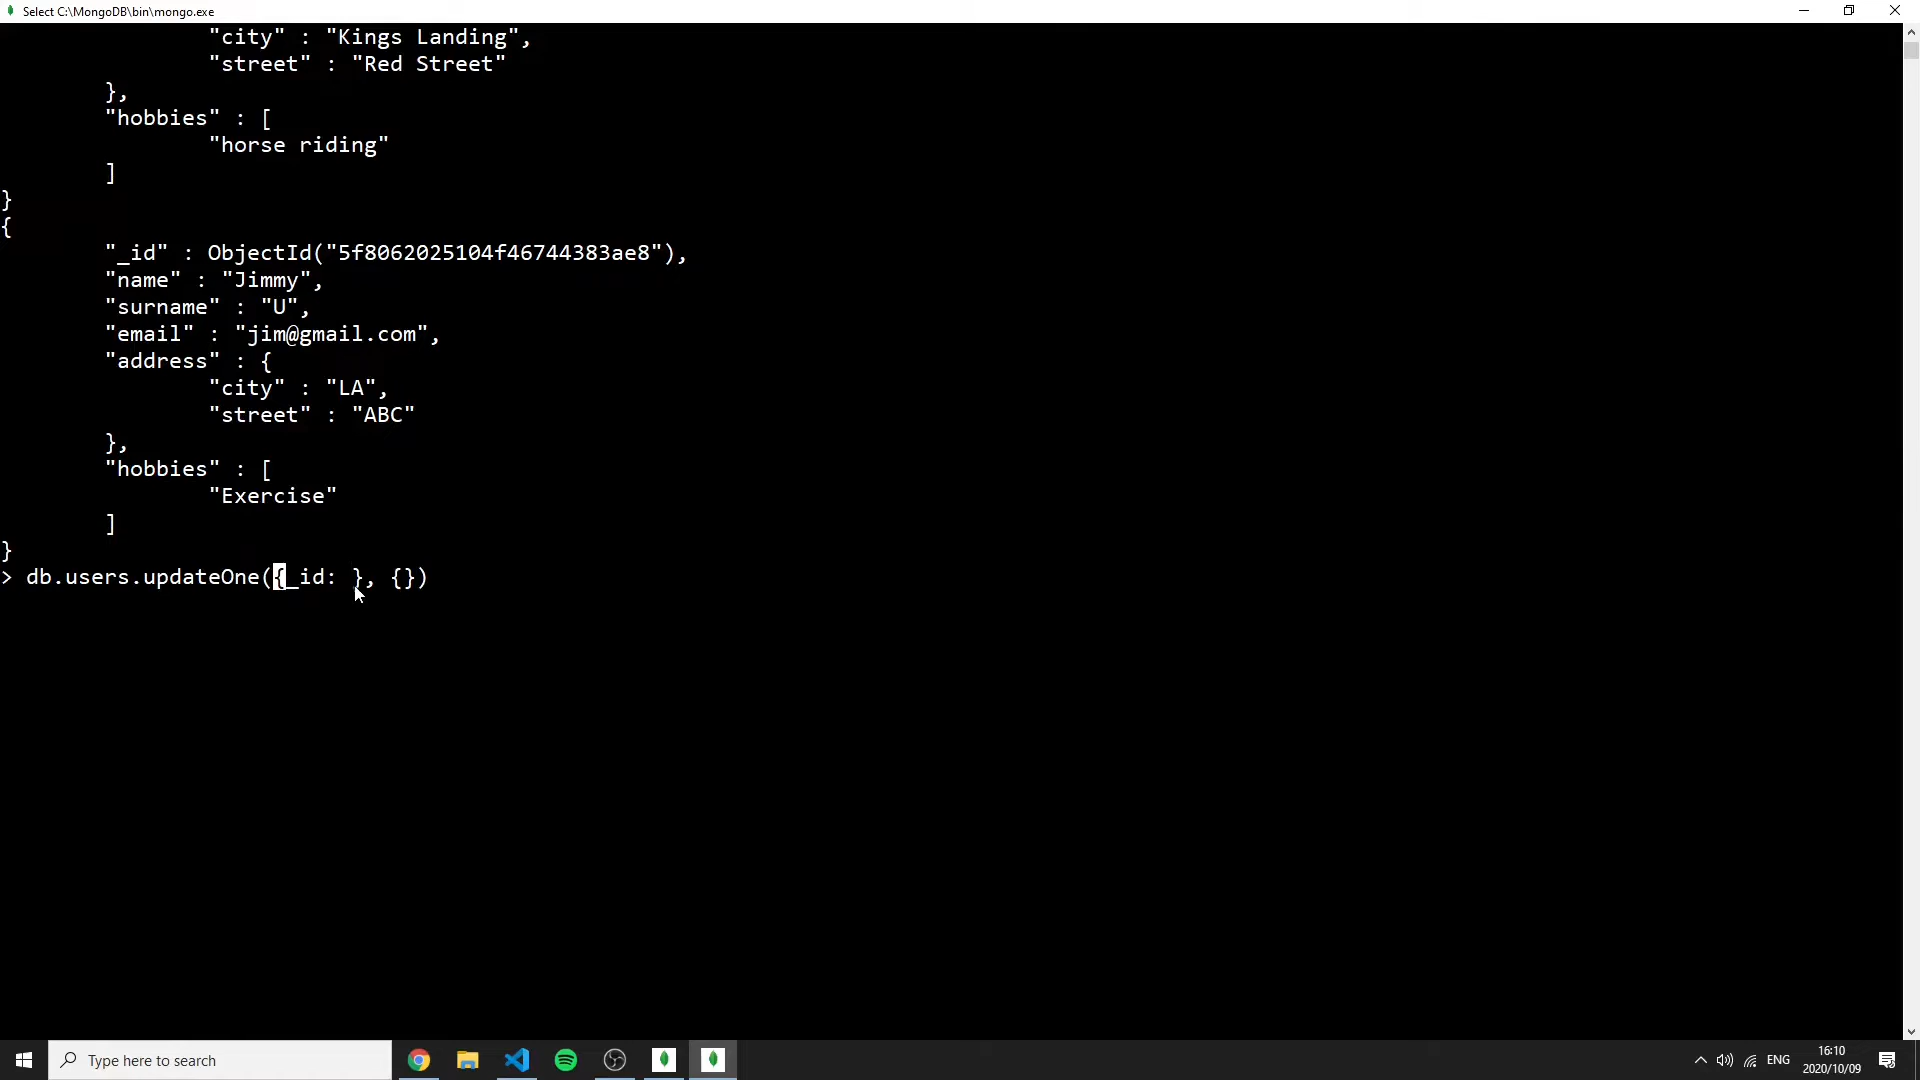 Select C:\MongoDB\bin\mongo.exe
"city" : "Kings Landing",
"street" : "Red Street"
},
"hobbies" : [
"horse riding"
]
}
{
"_id" : ObjectId("5f8062025104f46744383ae8"),
"name" : "Jimmy",
"surname" : "U",
"email" : "jim@gmail.com",
"address" : {
"city" : "LA",
"street" : "ABC"
},
"hobbies" : [
"Exercise"
]
}
> db.users.updateOne({_id: }, {})
Type here to search
ENG
16:10
2020/10/09